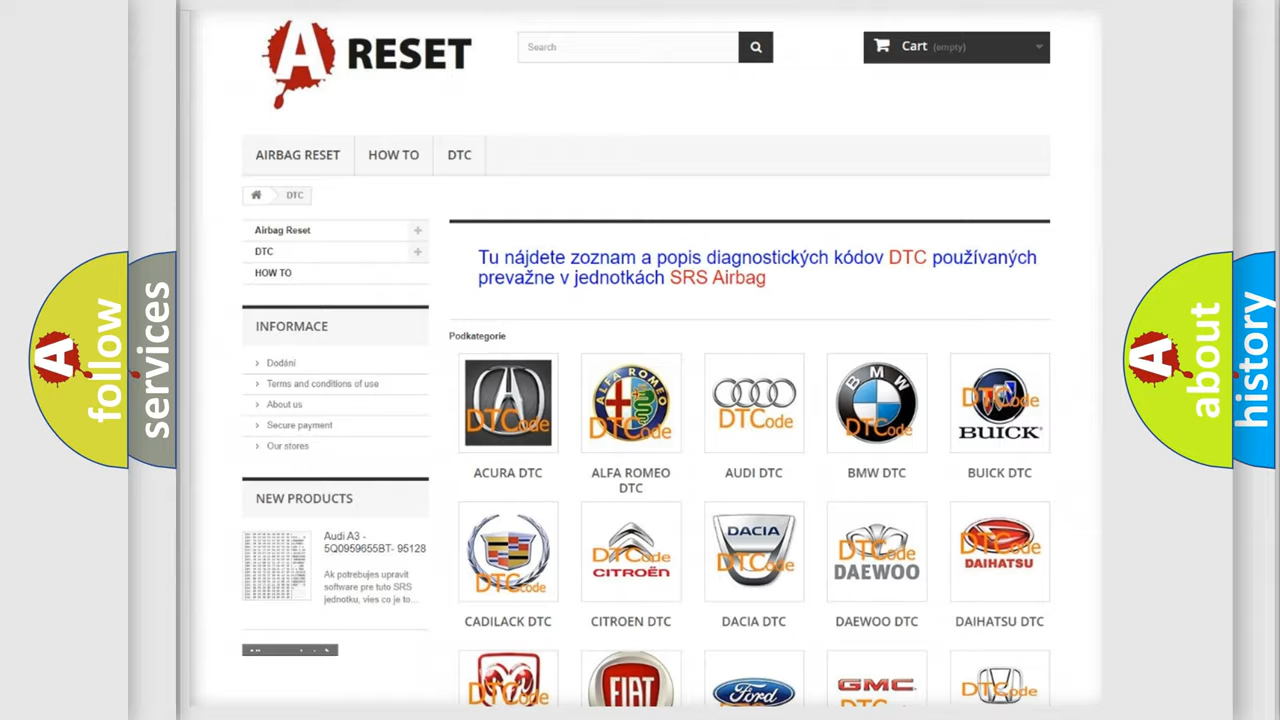 A RESET
Search
Cart (empty)
AIRBAG RESET
HOW TO
DTC
DTC
Airbag Reset
DTC
HOW TO
INFORMACE
Dodání
Terms and conditions of use
About us
Secure payment
Our stores
NEW PRODUCTS
Audi A3 -
5Q0959655BT- 95128
Ak potrebujes upravit
software pre tuto SRS
jednotku, vies co je to...
Tu nájdete zoznam a popis diagnostických kódov DTC používaných
prevažne v jednotkách SRS Airbag
Podkategorie
DTCode
ALFA ROMEO
DTCode
DTCode
BMW
DTCode
DTCode
BUICK
ACURA DTC
ALFA ROMEO
DTC
AUDI DTC
BMW DTC
BUICK DTC
DTCode
DTCode
CITROËN
DACIA
DTCode
DTCode
DAEWOO
DTCode
DAIHATSU
CADILACK DTC
CITROEN DTC
DACIA DTC
DAEWOO DTC
DAIHATSU DTC
DTCode
FIAT
Ford
GMC
DTCode
A follow
services
A about
history